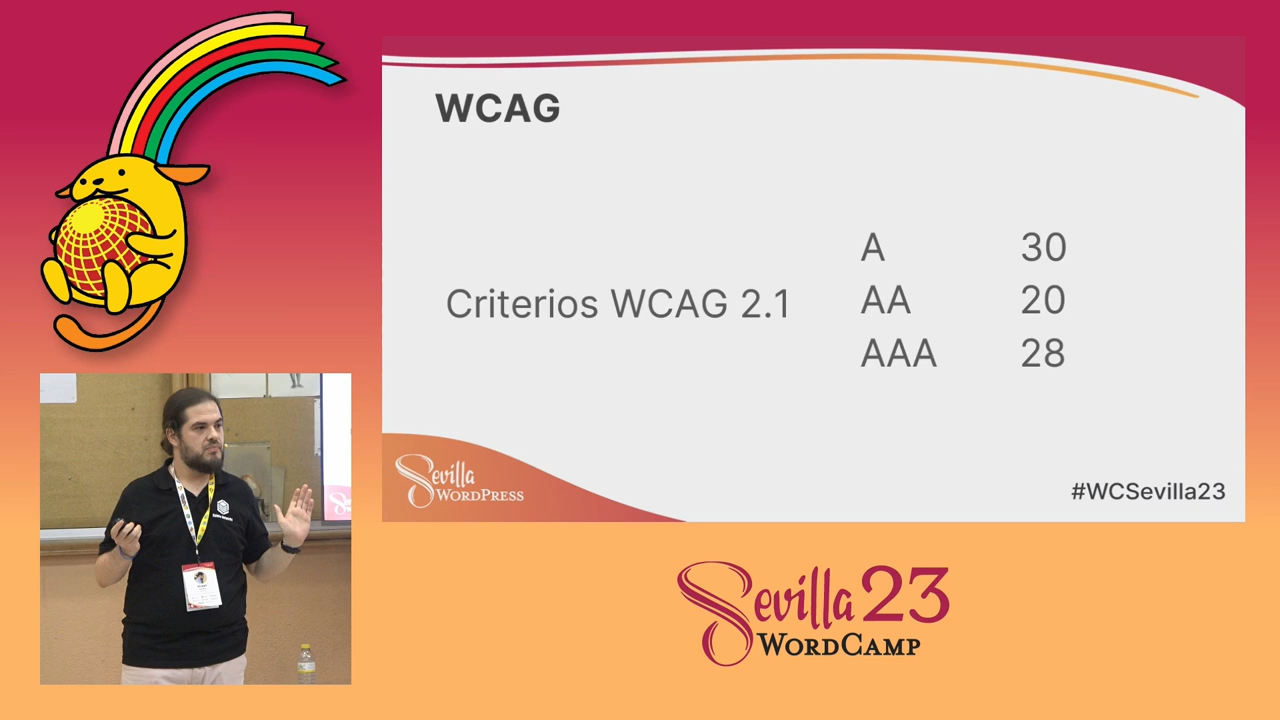 WCAG
Criterios WCAG 2.1
A 30
AA 20
AAA 28
Sevilla
WORDPRESS
#WCSevilla23
Sevilla 23
WORDCAMP